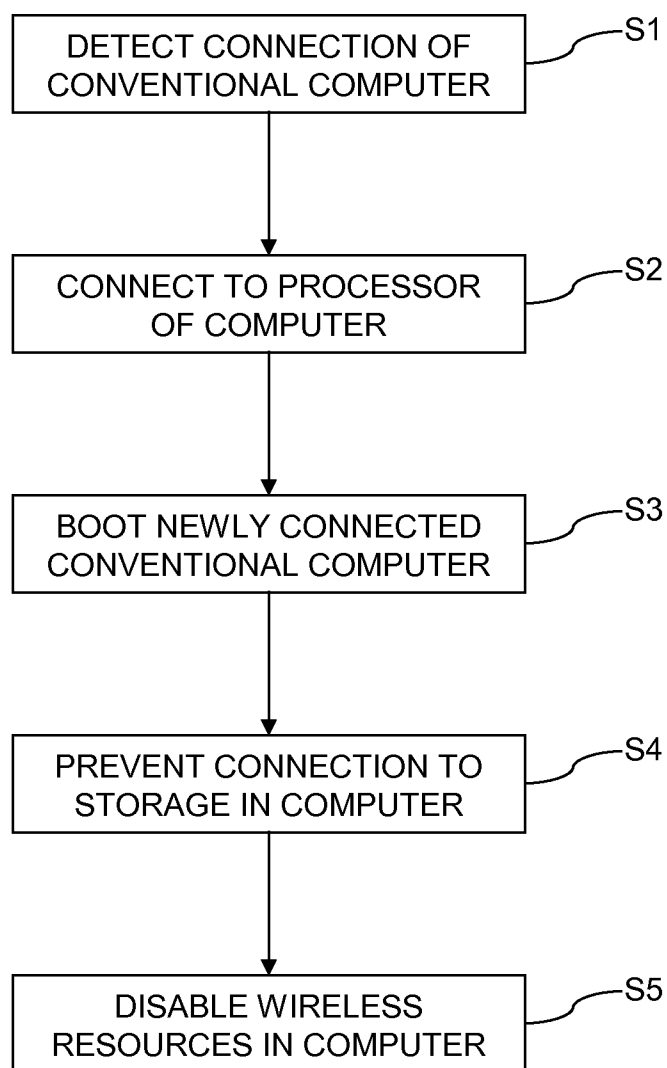 DETECT CONNECTION OF
CONVENTIONAL COMPUTER
S1
CONNECT TO PROCESSOR
OF COMPUTER
S2
BOOT NEWLY CONNECTED
CONVENTIONAL COMPUTER
S3
PREVENT CONNECTION TO
STORAGE IN COMPUTER
S4
DISABLE WIRELESS
RESOURCES IN COMPUTER
S5